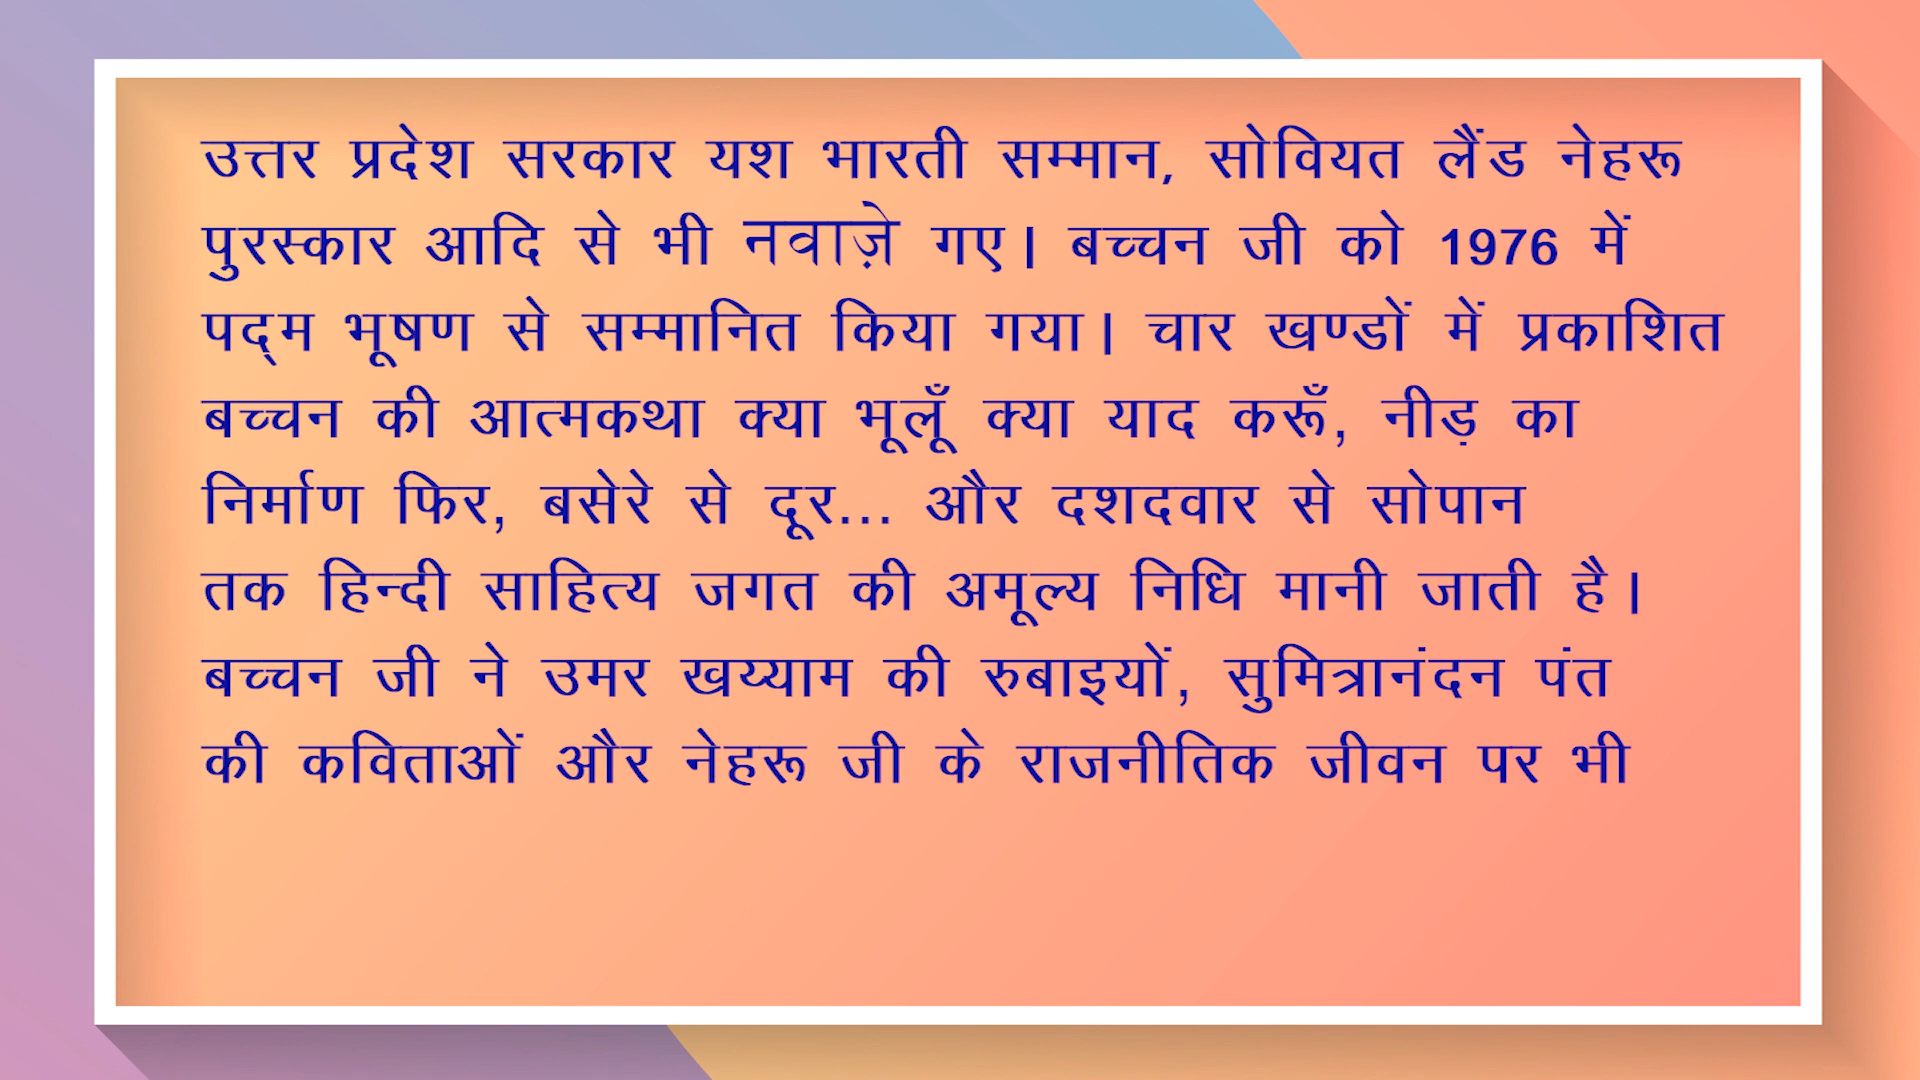 उत्तर प्रदेश सरकार यश भारती सम्मान, सोवियत लैंड नेहरू
पुरस्कार आदि से भी नवाज़े गए। बच्चन जी को 1976 में
पद्‌म भूषण से सम्मानित किया गया। चार खण्डों में प्रकाशित
बच्चन की आत्मकथा क्या भूलूँ क्या याद करूँ, नीड़ का
निर्माण फिर, बसेरे से दूर... और दशदवार से सोपान
तक हिन्दी साहित्य जगत की अमूल्य निधि मानी जाती है।
बच्चन जी ने उमर खय्याम की रुबाइयों, सुमित्रानंदन पंत
की कविताओं और नेहरू जी के राजनीतिक जीवन पर भी